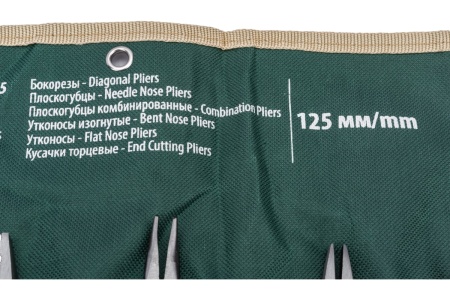 5
Бокорезы - Diagonal Pliers
Плоскогубцы - Needle Nose Pliers
Плоскогубцы комбинированные - Combination Pliers
Утконосы изогнутые - Bent Nose Pliers
Утконосы - Flat Nose Pliers
Кусачки торцевые - End Cutting Pliers
125 мм/mm